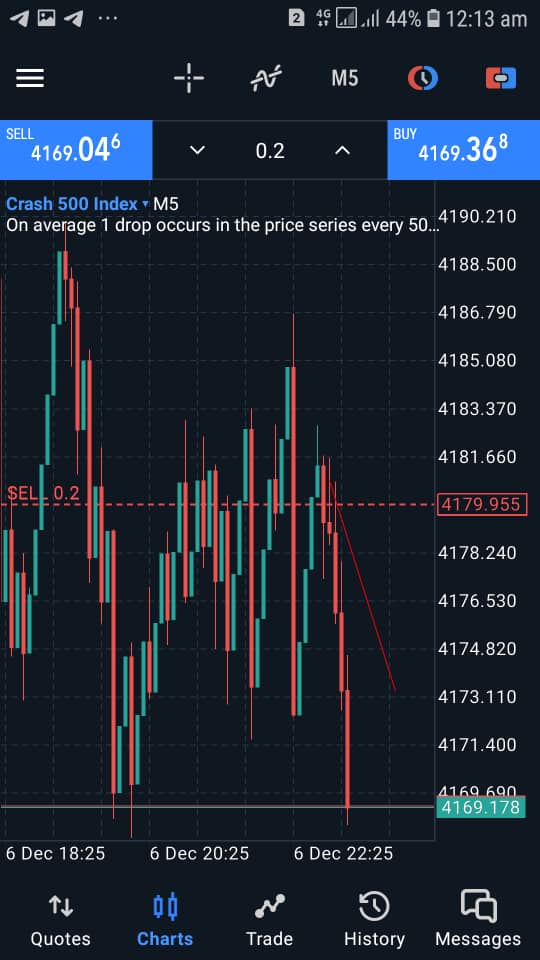 2 4G 44% 12:13 am
M5
SELL
4169.046
0.2
BUY
4169.368
Crash 500 Index ▾ M5
On average 1 drop occurs in the price series every 50...
4190.210
4188.500
4186.790
4185.080
4183.370
4181.660
SELL 0.2
4179.955
4178.240
4176.530
4174.820
4173.110
4171.400
4169.690
4169.178
6 Dec 18:25 6 Dec 20:25 6 Dec 22:25
Quotes Charts Trade History Messages